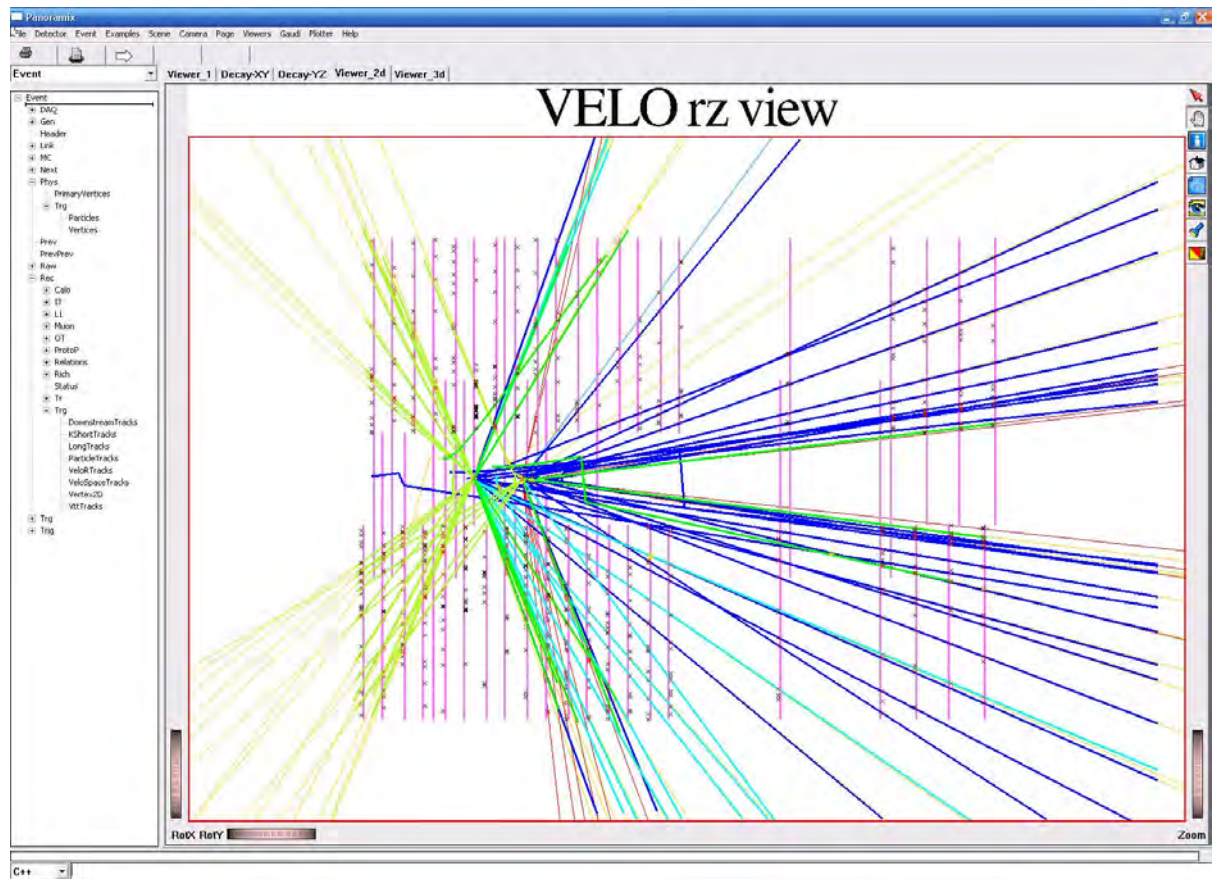 Panoramix
File Detector Event Examples Scene Camera Page Viewers Gaudi Plotter Help
Event
Viewer_1 Decay-XY Decay-YZ Viewer_2d Viewer_3d
VELO rz view
Event
DAQ
Gen
Header
Link
MC
Next
Phys
PrimaryVertices
Trg
Particles
Vertices
Prev
PrevPrev
Raw
Rec
Calo
IT
L1
Muon
OT
ProtoP
Relations
Rich
Status
Tr
Trg
DownstreamTracks
KShortTracks
LongTracks
ParticleTracks
VeloRTracks
VeloSpaceTracks
Vertex2D
VttTracks
Trg
Trig
RotX RotY
Zoom
C++